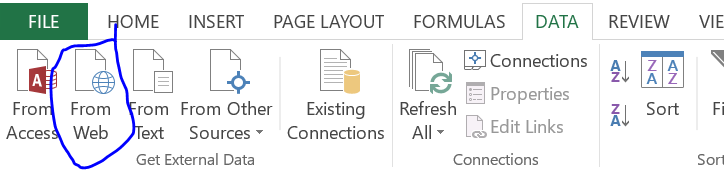 FILE HOME INSERT PAGE LAYOUT FORMULAS DATA REVIEW VIE
From Access
From Web
From Text
From Other Sources
Existing Connections
Get External Data
Refresh All
Connections
Properties
Edit Links
Connections
A
Z
Z
A
Z A
A Z
Sort
Fi
Sort